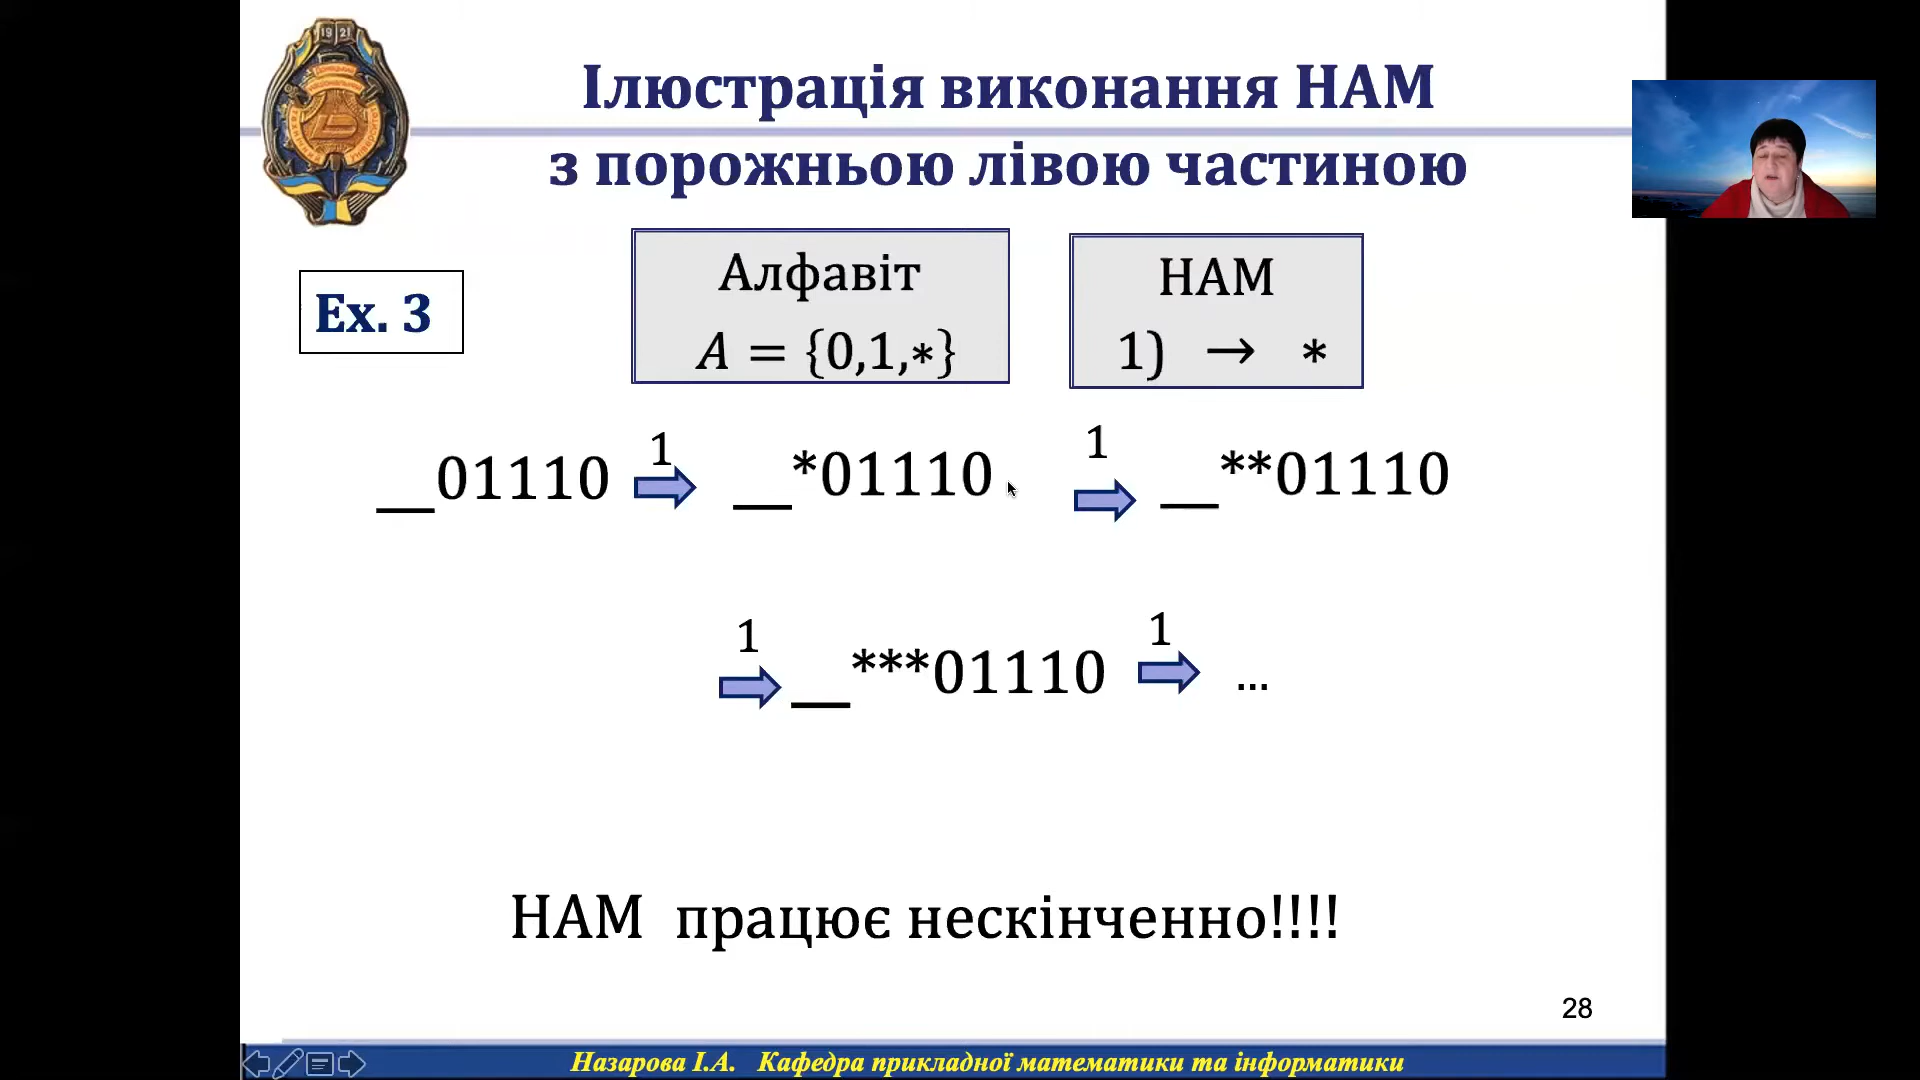 1921
Ілюстрація виконання НАМ
з порожньою лівою частиною
Ex. 3
Алфавіт
A = {0,1,*}
НАМ
1) → *
__01110 1 __*01110 1 __**01110
1 __***01110 1 ...
НАМ працює нескінченно!!!!
28
Назарова І.А. Кафедра прикладної математики та інформатики